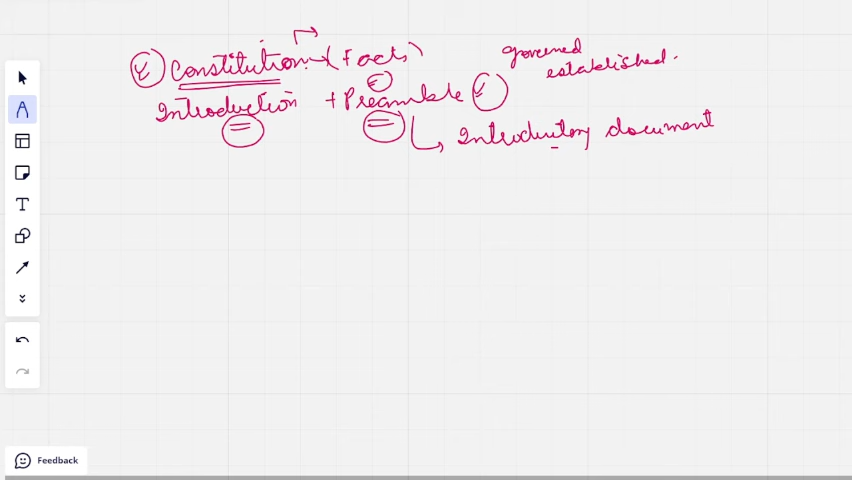 Constitution → (Facts)
governed
established.
Introduction + Preamble
Introductory document
T
Feedback